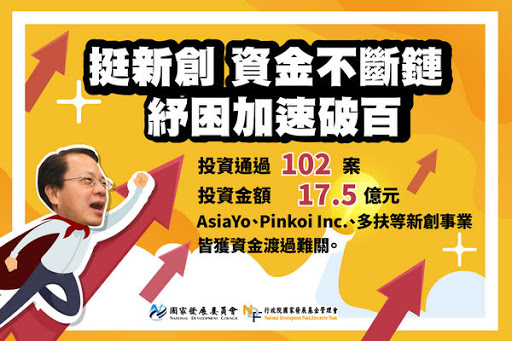 挺新創 資金不斷鏈
紓困加速破百
投資通過 102 案
投資金額 17.5 億元
AsiaYo、Pinkoi Inc.、多扶等新創事業
皆獲資金渡過難關。
國家發展委員會
NATIONAL DEVELOPMENT COUNCIL
NDF 行政院國家發展基金管理會
National Development Fund, Executive Yuan